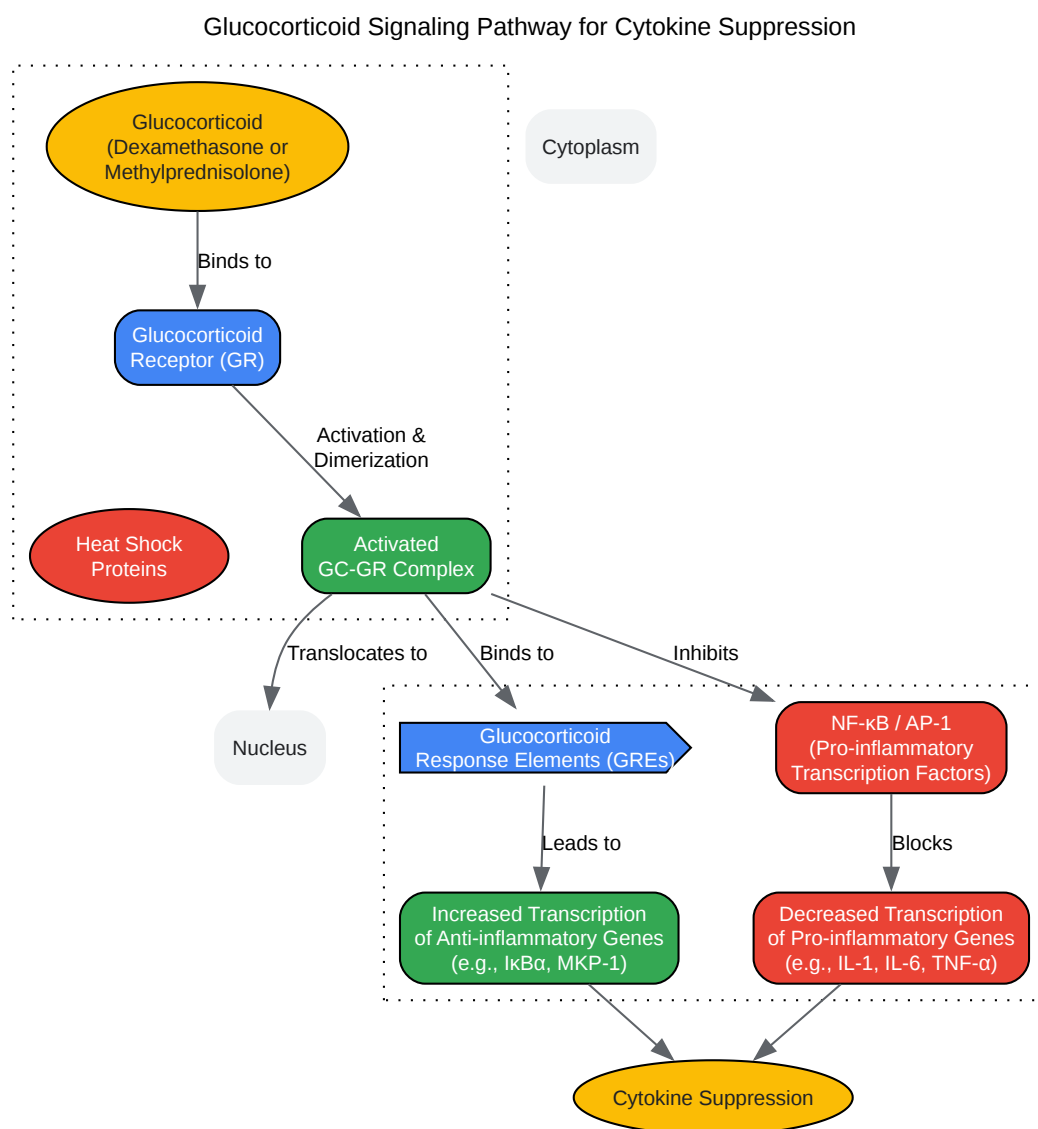 Glucocorticoid Signaling Pathway for Cytokine Suppression
Glucocorticoid
(Dexamethasone or
Methylprednisolone)
Cytoplasm
Binds to
Glucocorticoid
Receptor (GR)
Activation &
Dimerization
Heat Shock
Proteins
Activated
GC-GR Complex
Translocates to
Binds to
Inhibits
Nucleus
Glucocorticoid
Response Elements (GREs)
NF-κB / AP-1
(Pro-inflammatory
Transcription Factors)
Leads to
Blocks
Increased Transcription
of Anti-inflammatory Genes
(e.g., IκBα, MKP-1)
Decreased Transcription
of Pro-inflammatory Genes
(e.g., IL-1, IL-6, TNF-α)
Cytokine Suppression